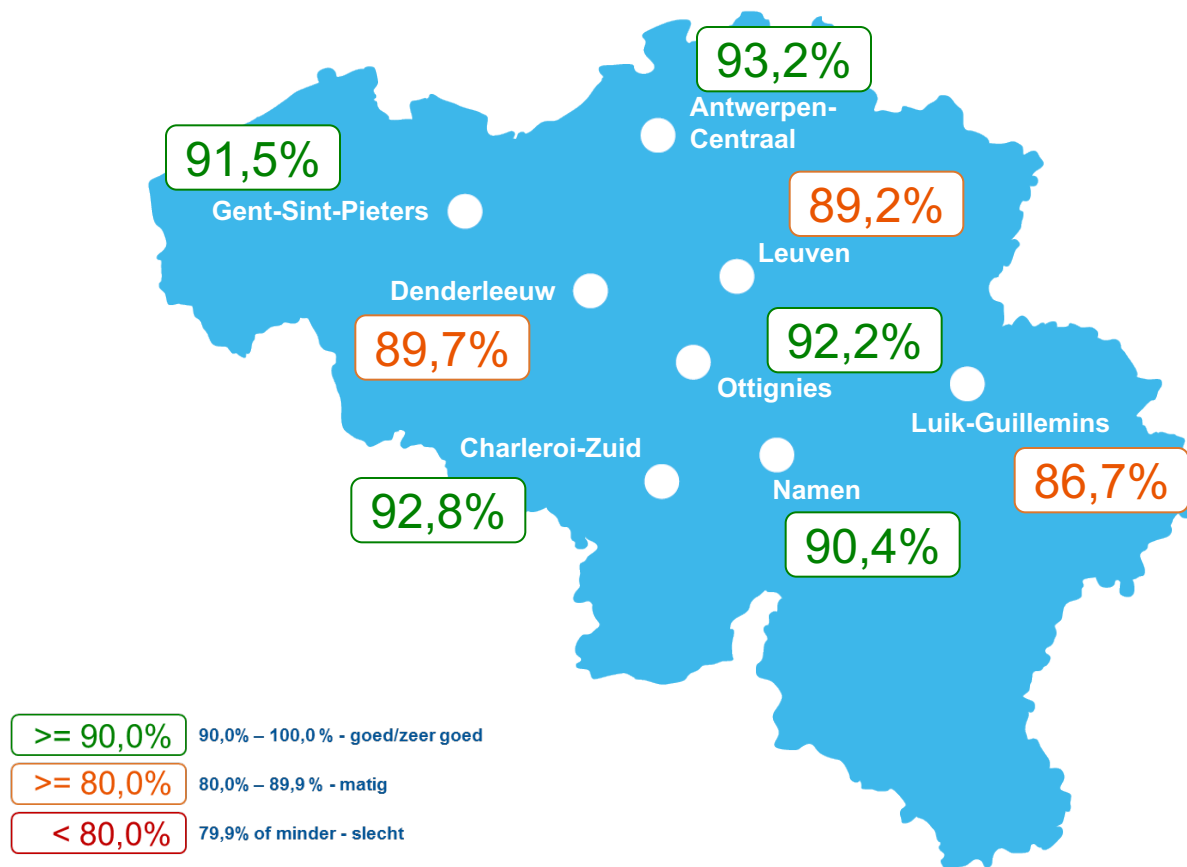 93,2%
Antwerpen-
Centraal
91,5%
Gent-Sint-Pieters
89,2%
Leuven
Denderleeuw
89,7%
92,2%
Ottignies
Luik-Guillemins
86,7%
Charleroi-Zuid
92,8%
Namen
90,4%
>= 90,0% 90,0% – 100,0 % - goed/zeer goed
>= 80,0% 80,0% – 89,9 % - matig
< 80,0% 79,9% of minder - slecht